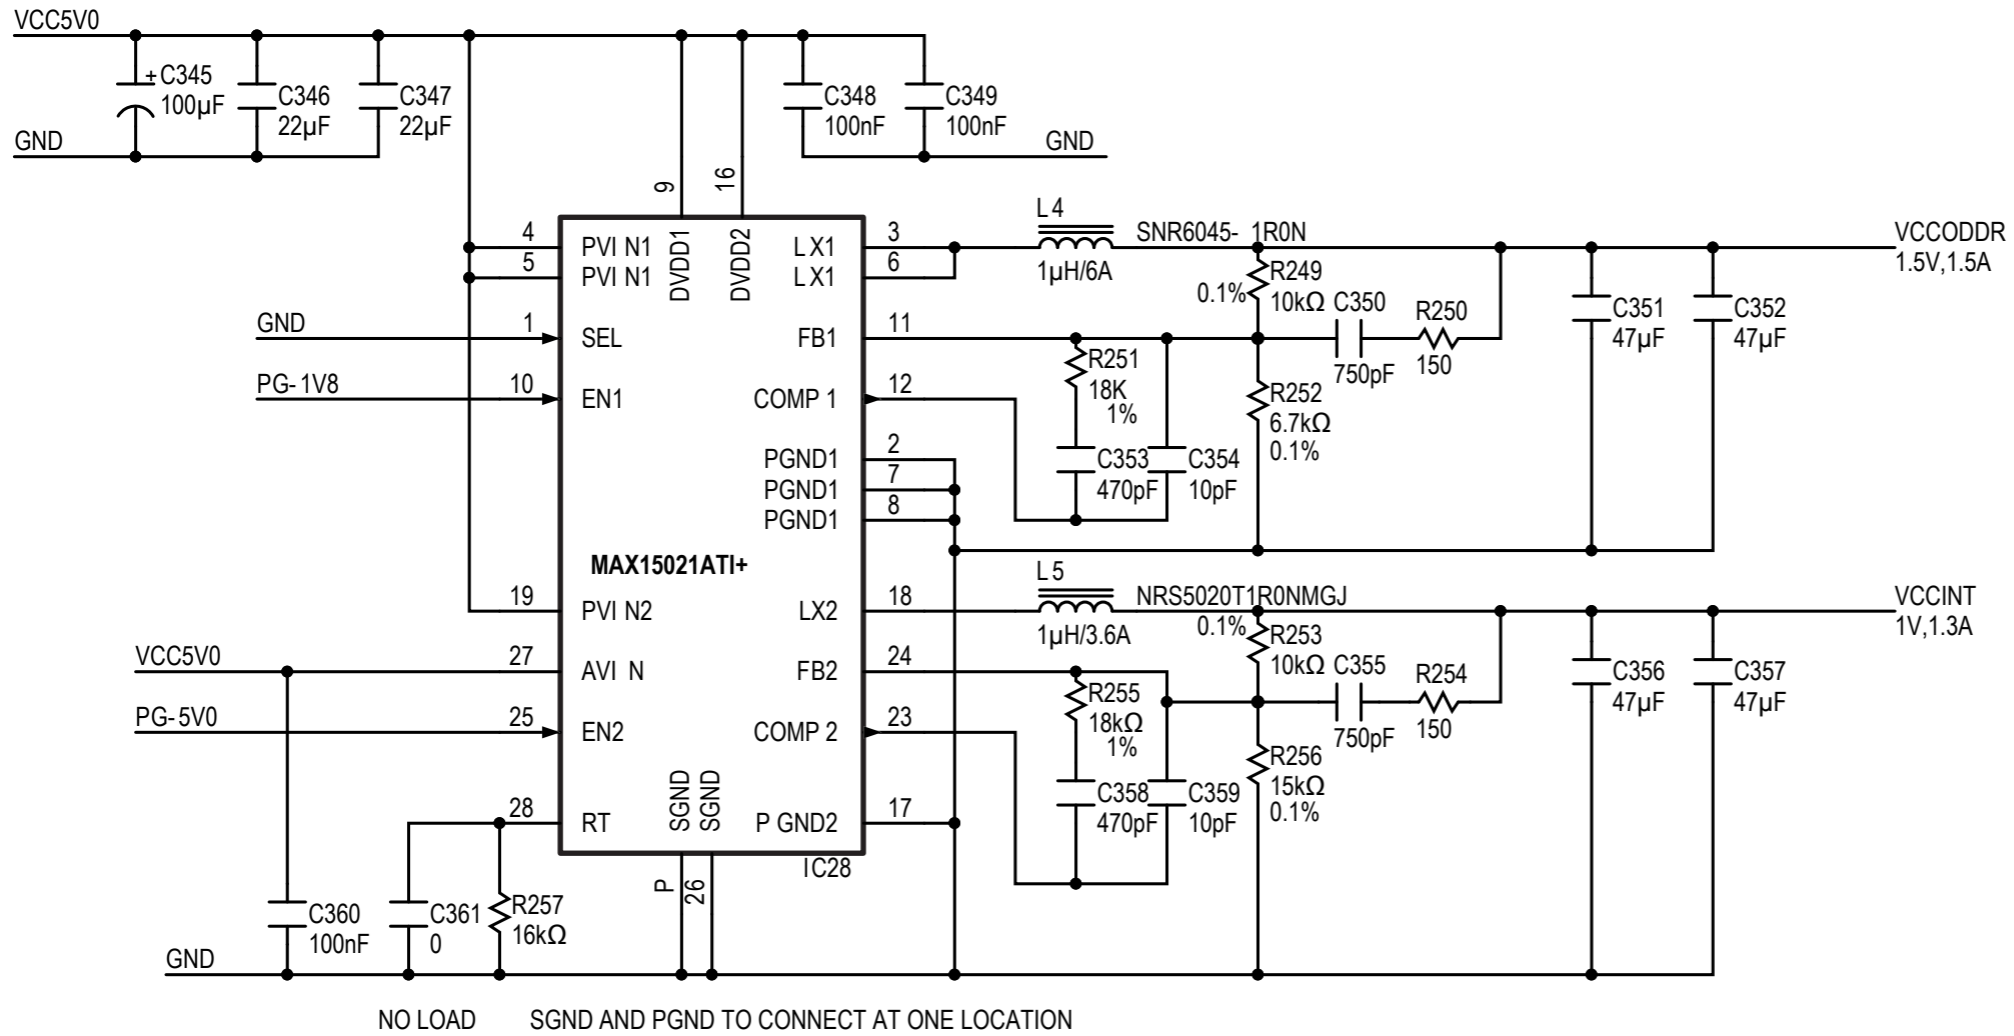 VCC5V0
+
C345
100µF
C346
22µF
C347
22µF
C348
100nF
C349
100nF
GND
GND
9
16
DVDD1
DVDD2
4
PVI N1
5
PVI N1
GND
1
SEL
PG-1V8
10
EN1
LX1
3
LX1
6
FB1
11
COMP 1
12
PGND1
2
PGND1
7
PGND1
8
MAX15021ATI+
19
PVI N2
VCC5V0
27
AVI N
PG-5V0
25
EN2
28
RT
LX2
18
FB2
24
COMP 2
23
P GND2
17
SGND
SGND
P
26
IC28
L4
SNR6045- 1R0N
1µH/6A
0.1%
R249
10kΩ
C350
750pF
R250
150
R251
18K
1%
R252
6.7kΩ
0.1%
C353
470pF
C354
10pF
C351
47µF
C352
47µF
VCCODDR
1.5V,1.5A
L5
NRS5020T1R0NMGJ
1µH/3.6A
0.1%
R253
10kΩ
C355
750pF
R254
150
R255
18kΩ
1%
R256
15kΩ
0.1%
C358
470pF
C359
10pF
C356
47µF
C357
47µF
VCCINT
1V,1.3A
C360
100nF
C361
0
R257
16kΩ
GND
NO LOAD
SGND AND PGND TO CONNECT AT ONE LOCATION